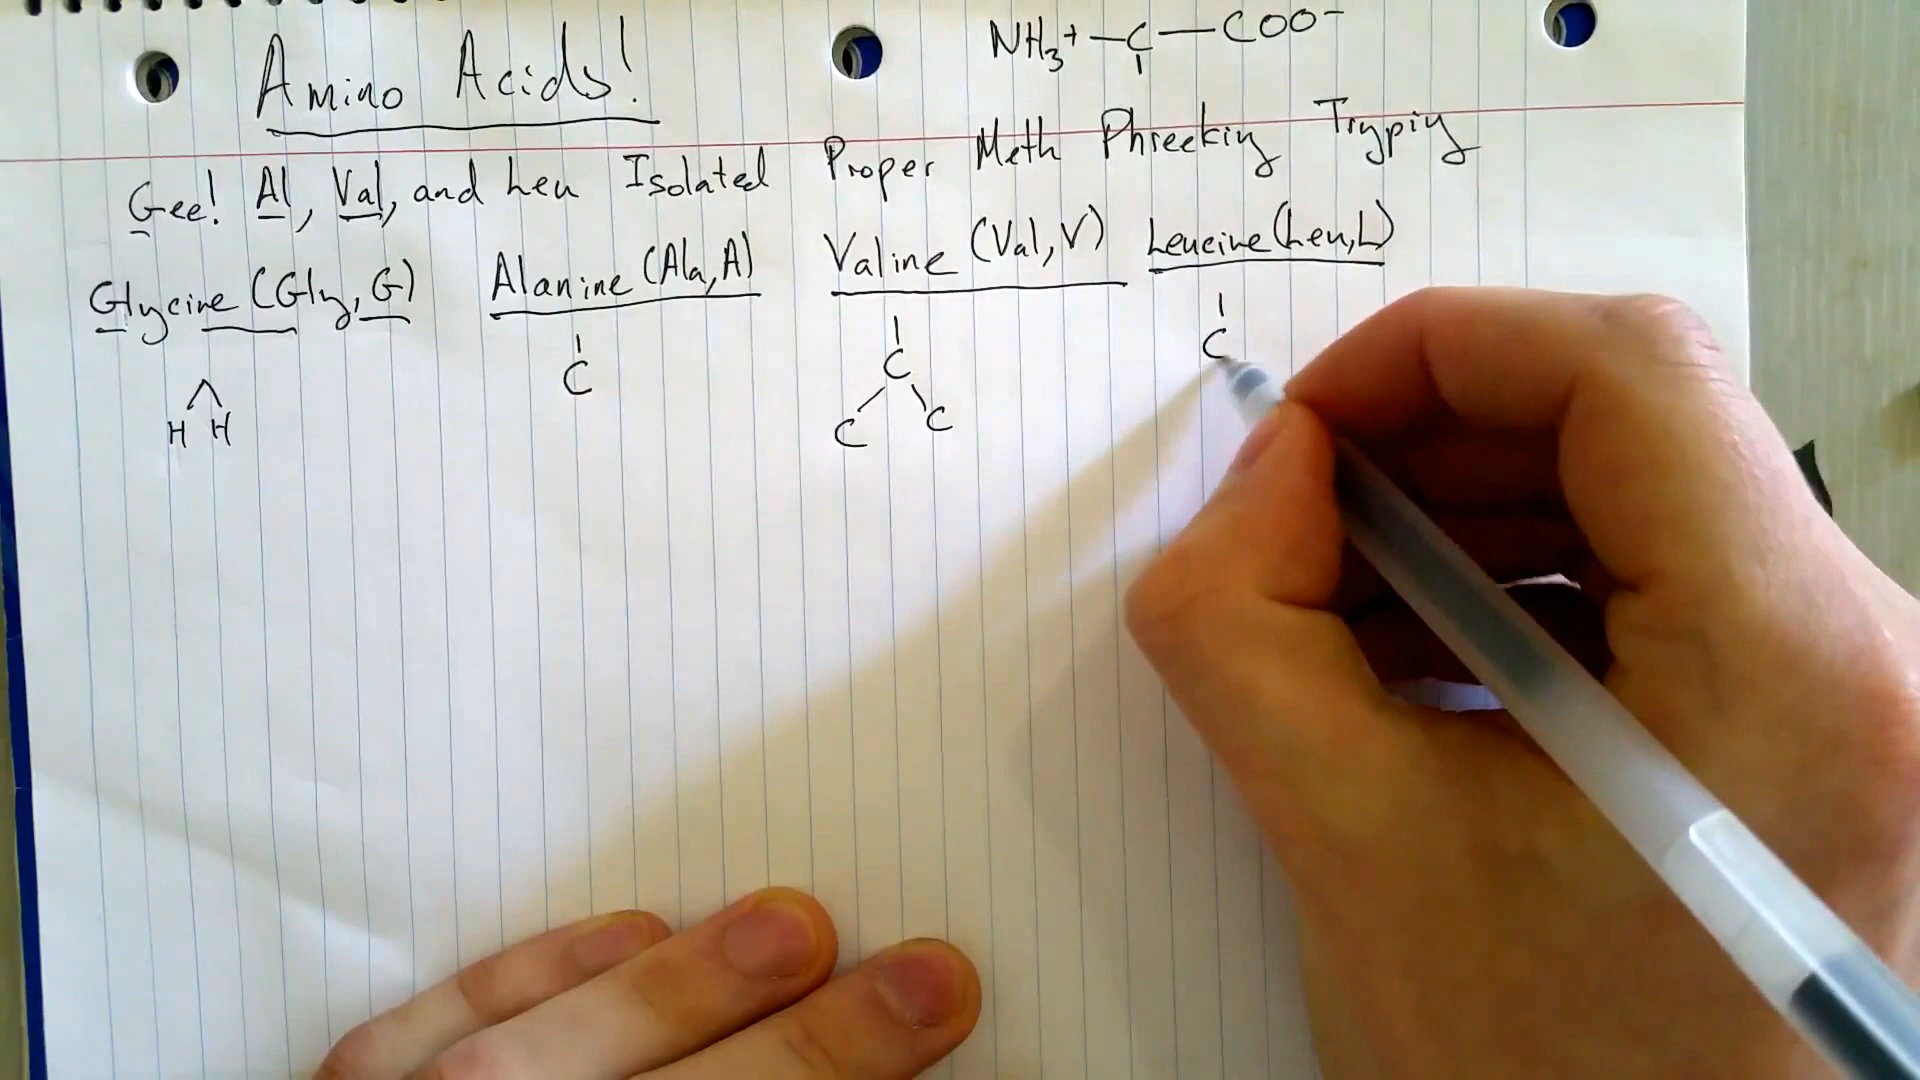 Amino Acids!
NH3+ — C — COO-
Gee! Al, Val, and Leu Isolated Proper Meth Phreeking Trypiy
Glycine (Gly, G) Alanine (Ala, A) Valine (Val, V) Leucine (Leu, L)
C C C
H H C C